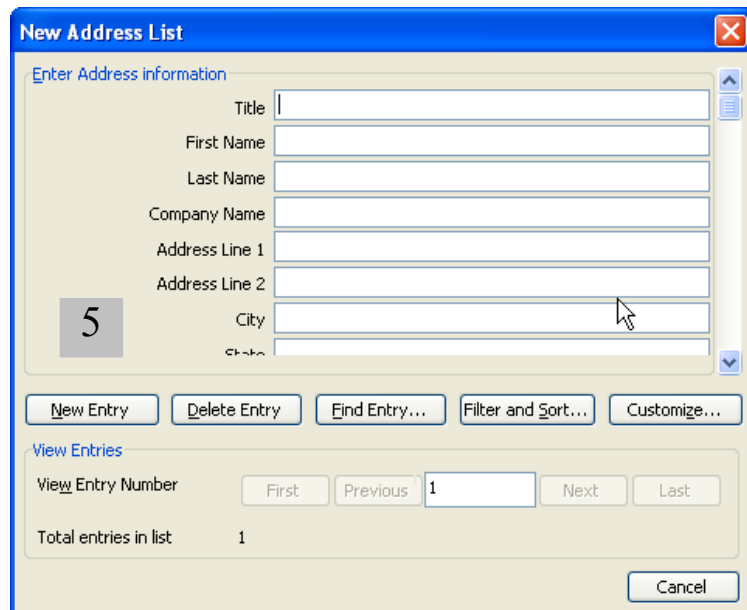 New Address List
Enter Address information
Title
First Name
Last Name
Company Name
Address Line 1
Address Line 2
5
City
State
New Entry
Delete Entry
Find Entry...
Filter and Sort...
Customize...
View Entries
View Entry Number
First
Previous
1
Next
Last
Total entries in list 1
Cancel